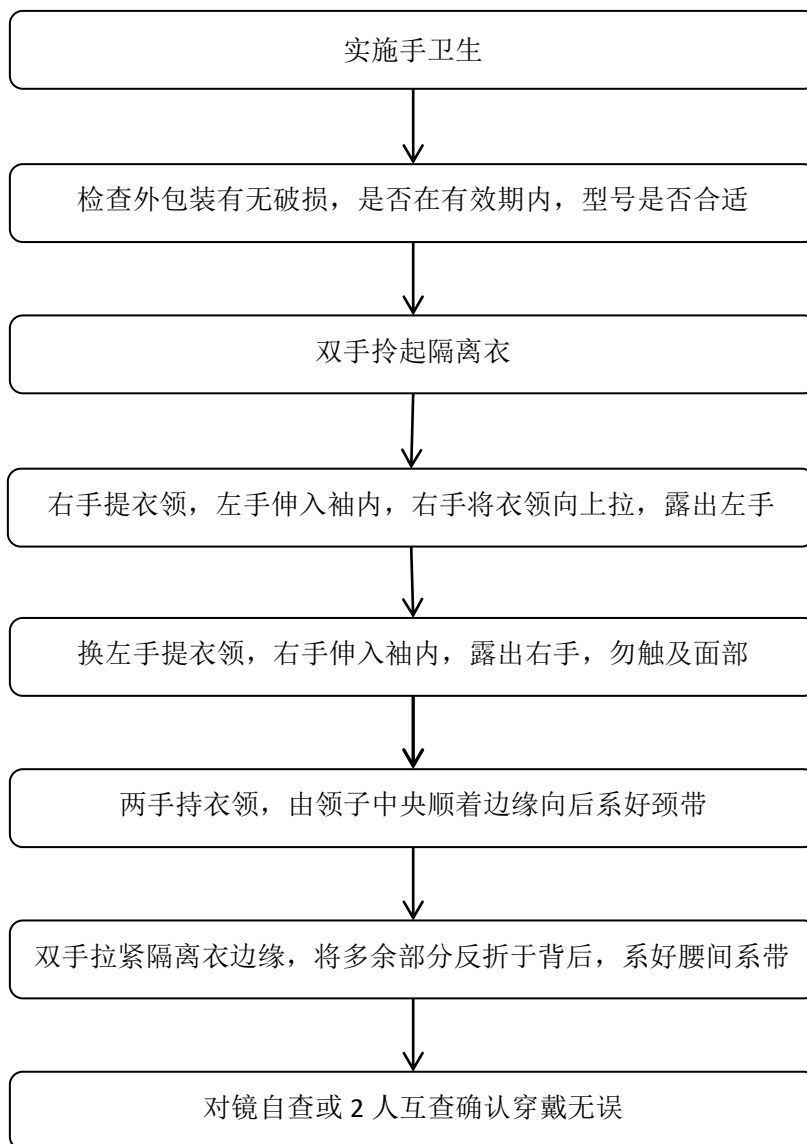 实施手卫生
检查外包装有无破损，是否在有效期内，型号是否合适
双手拎起隔离衣
右手提衣领，左手伸入袖内，右手将衣领向上拉，露出左手
换左手提衣领，右手伸入袖内，露出右手，勿触及面部
两手持衣领，由领子中央顺着边缘向后系好颈带
双手拉紧隔离衣边缘，将多余部分反折于背后，系好腰间系带
对镜自查或 2 人互查确认穿戴无误